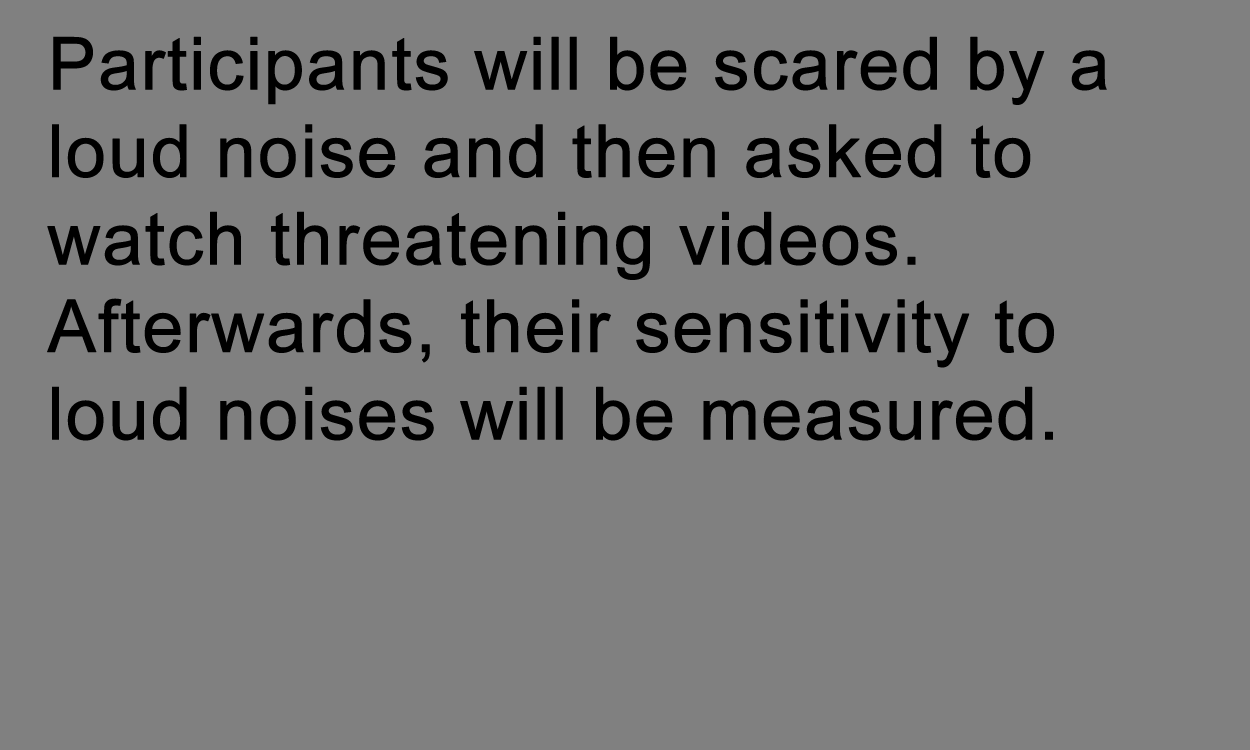 Participants will be scared by a
loud noise and then asked to
watch threatening videos.
Afterwards, their sensitivity to
loud noises will be measured.